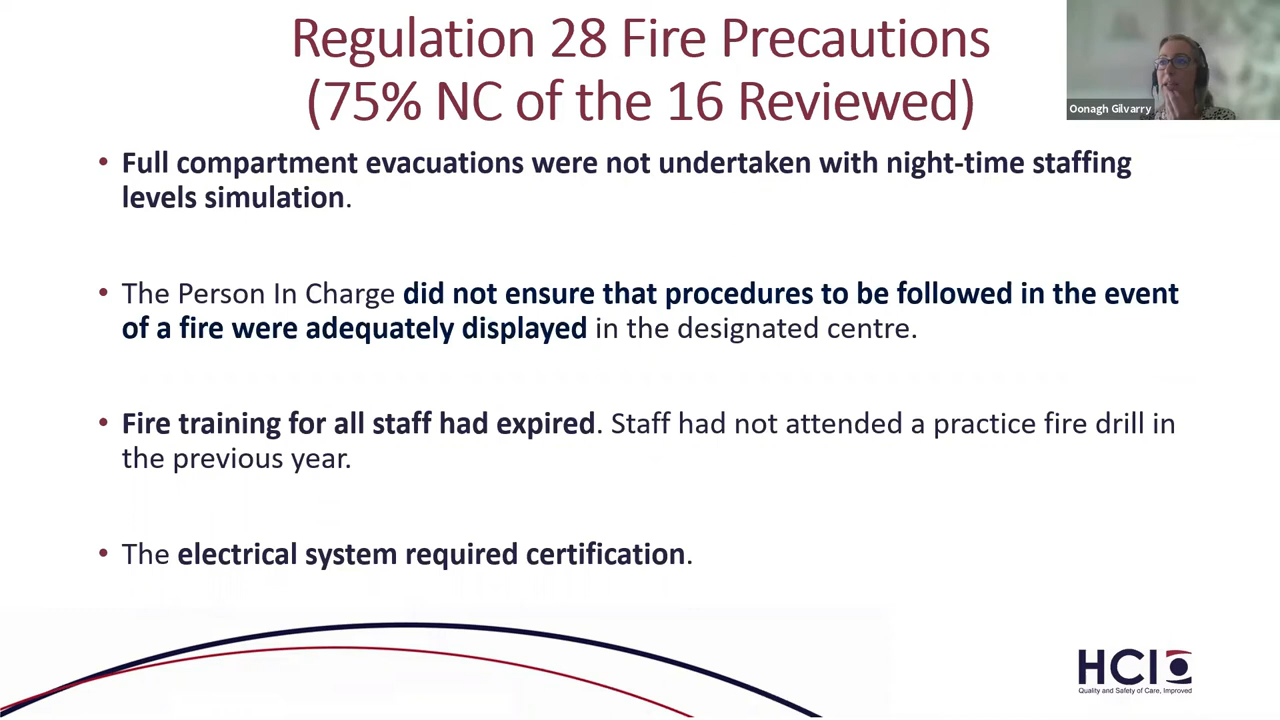 Regulation 28 Fire Precautions
(75% NC of the 16 Reviewed)
Oonagh Gilvarry
• Full compartment evacuations were not undertaken with night-time staffing
levels simulation.
• The Person In Charge did not ensure that procedures to be followed in the event
of a fire were adequately displayed in the designated centre.
• Fire training for all staff had expired. Staff had not attended a practice fire drill in
the previous year.
• The electrical system required certification.
HCI
Quality and Safety of Care, Improved